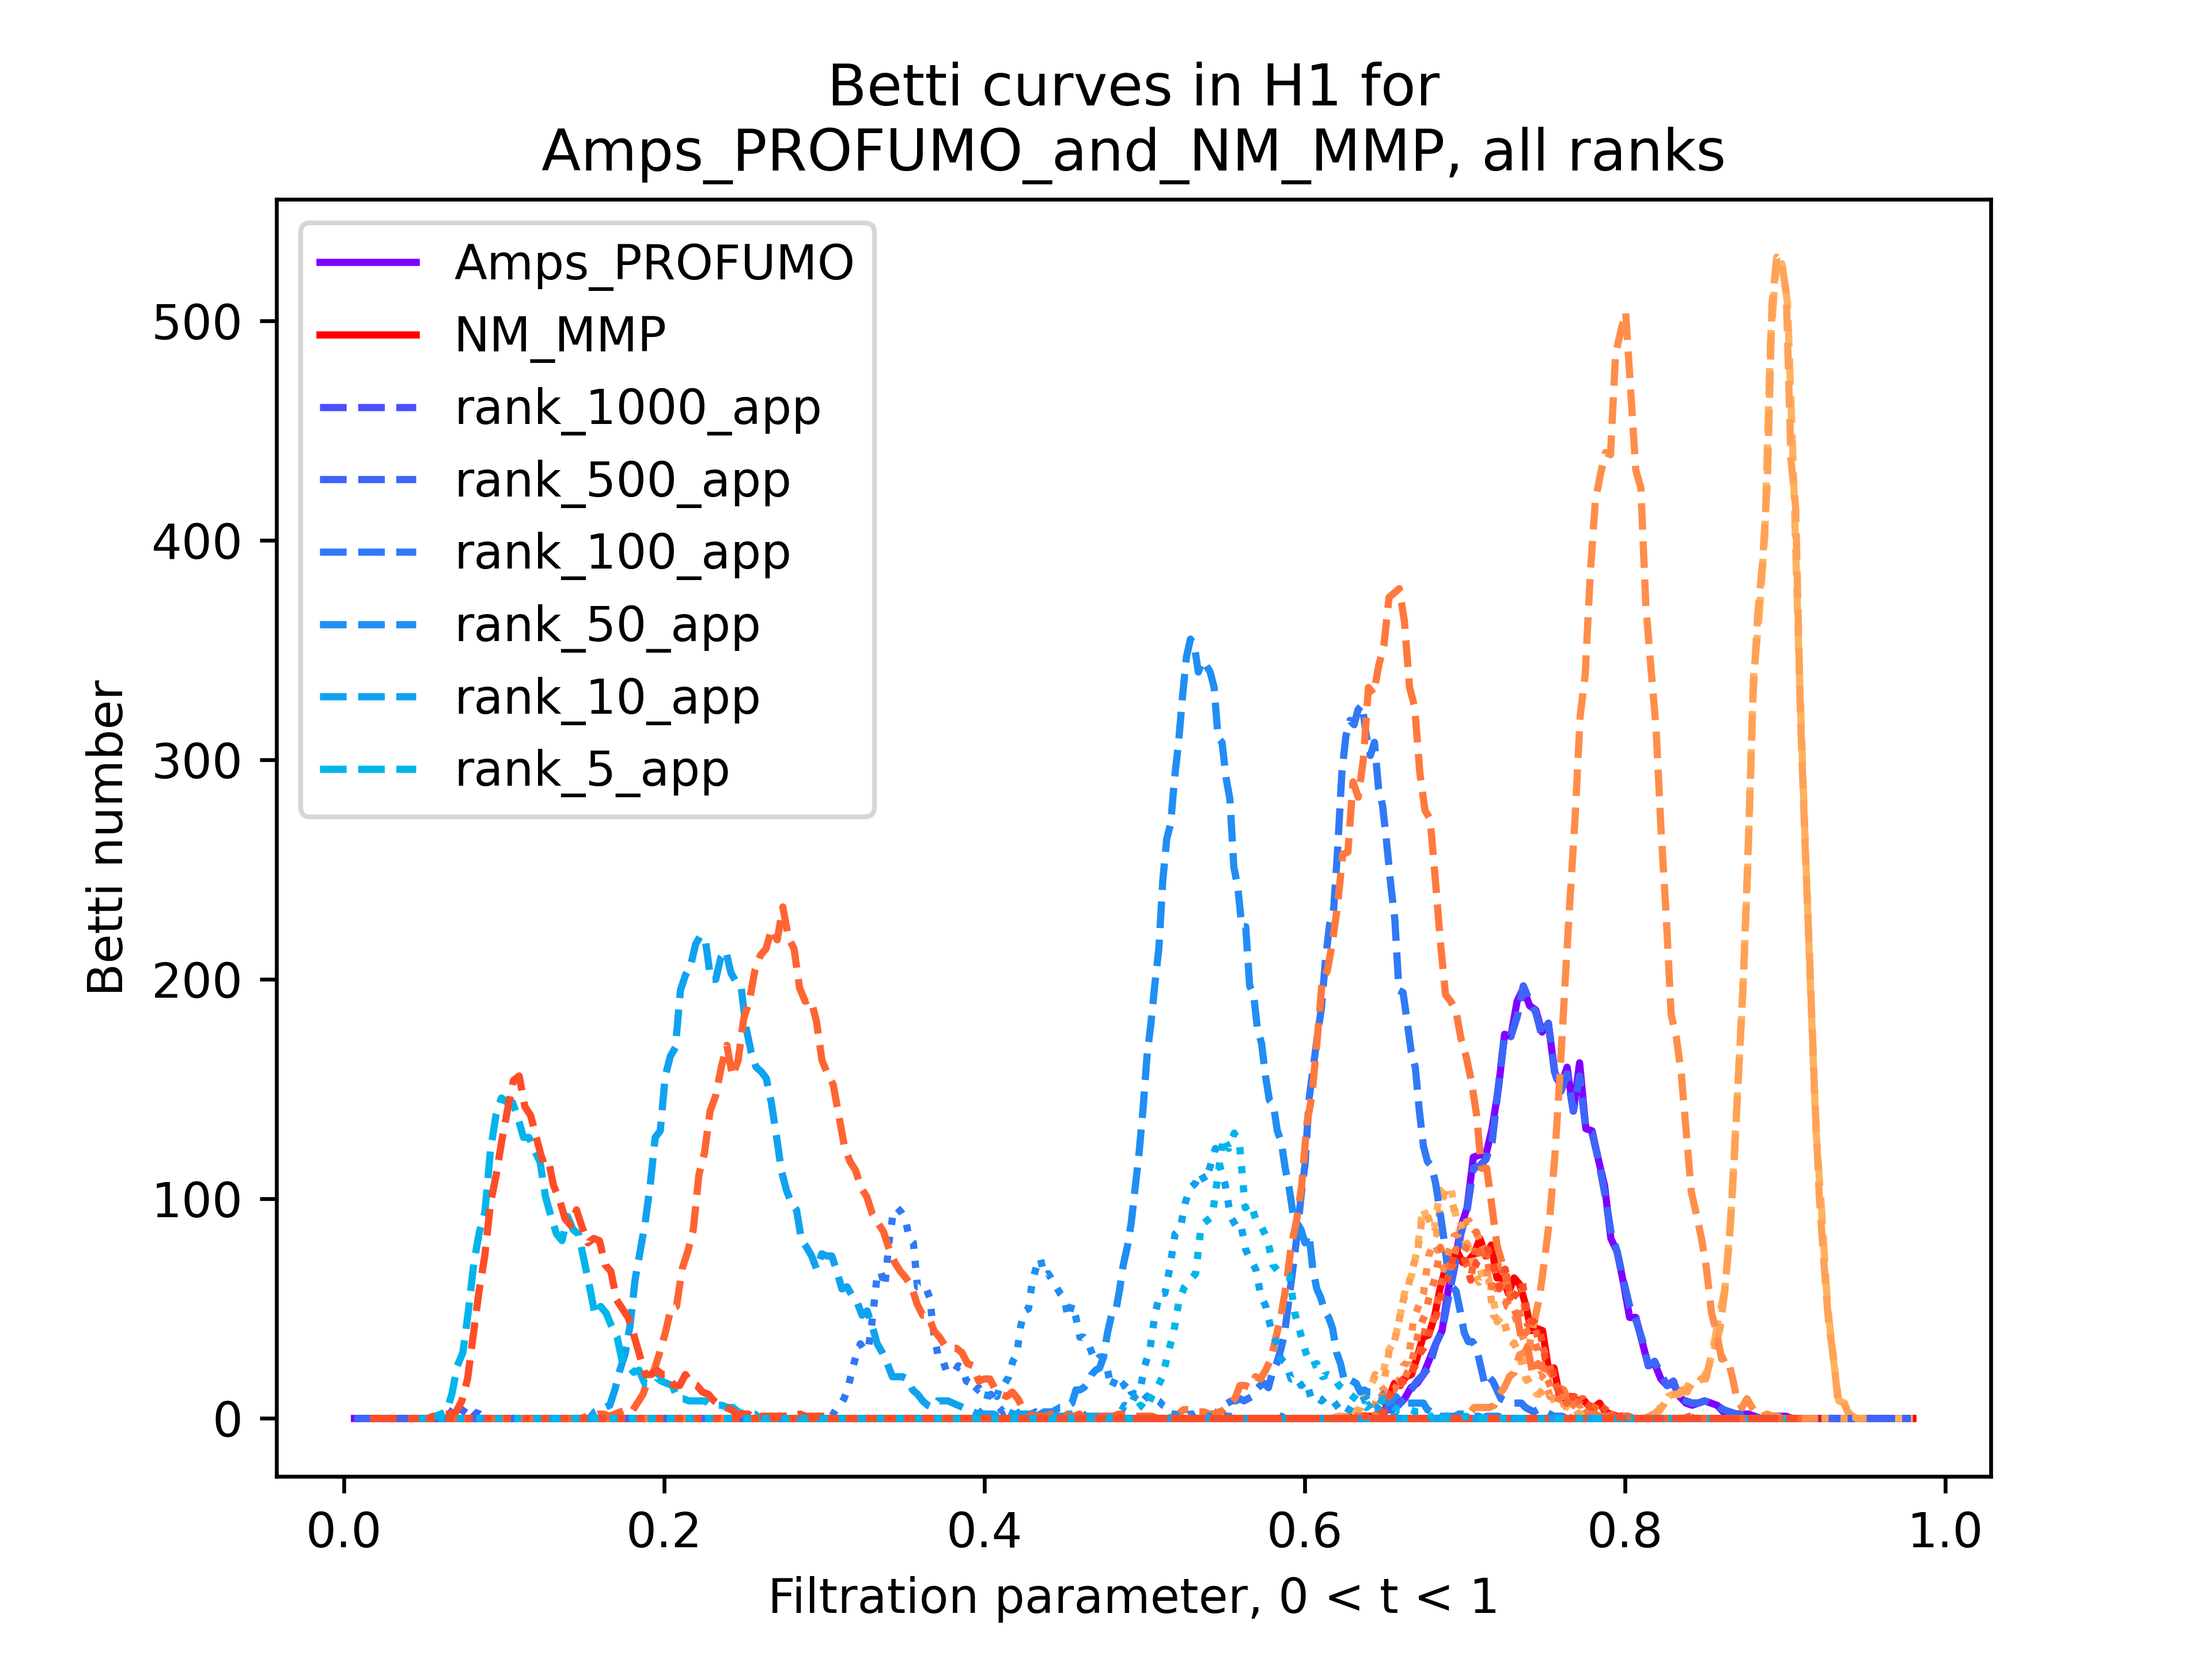 Betti curves in H1 for
Amps_PROFUMO_and_NM_MMP, all ranks
Amps_PROFUMO
NM_MMP
rank_1000_app
rank_500_app
rank_100_app
rank_50_app
rank_10_app
rank_5_app
Betti number
500
400
300
200
100
0
0.0 0.2 0.4 0.6 0.8 1.0
Filtration parameter, 0 < t < 1